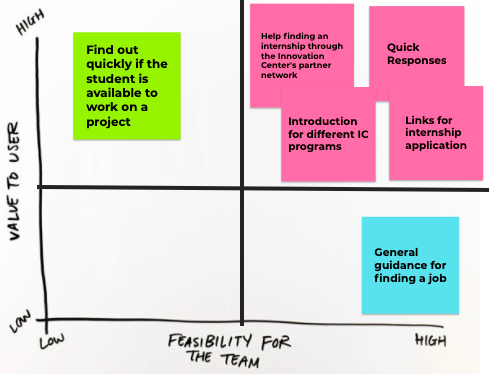 HIGH
Find out
quickly if the
student is
available to
work on a
project
Help finding an
internship through
the Innovation
Center's partner
network
Quick
Responses
Introduction
for different IC
programs
Links for
internship
application
VALUE TO USER
General
guidance for
finding a job
LOW
LOW
FEASIBILITY FOR
THE TEAM
HIGH